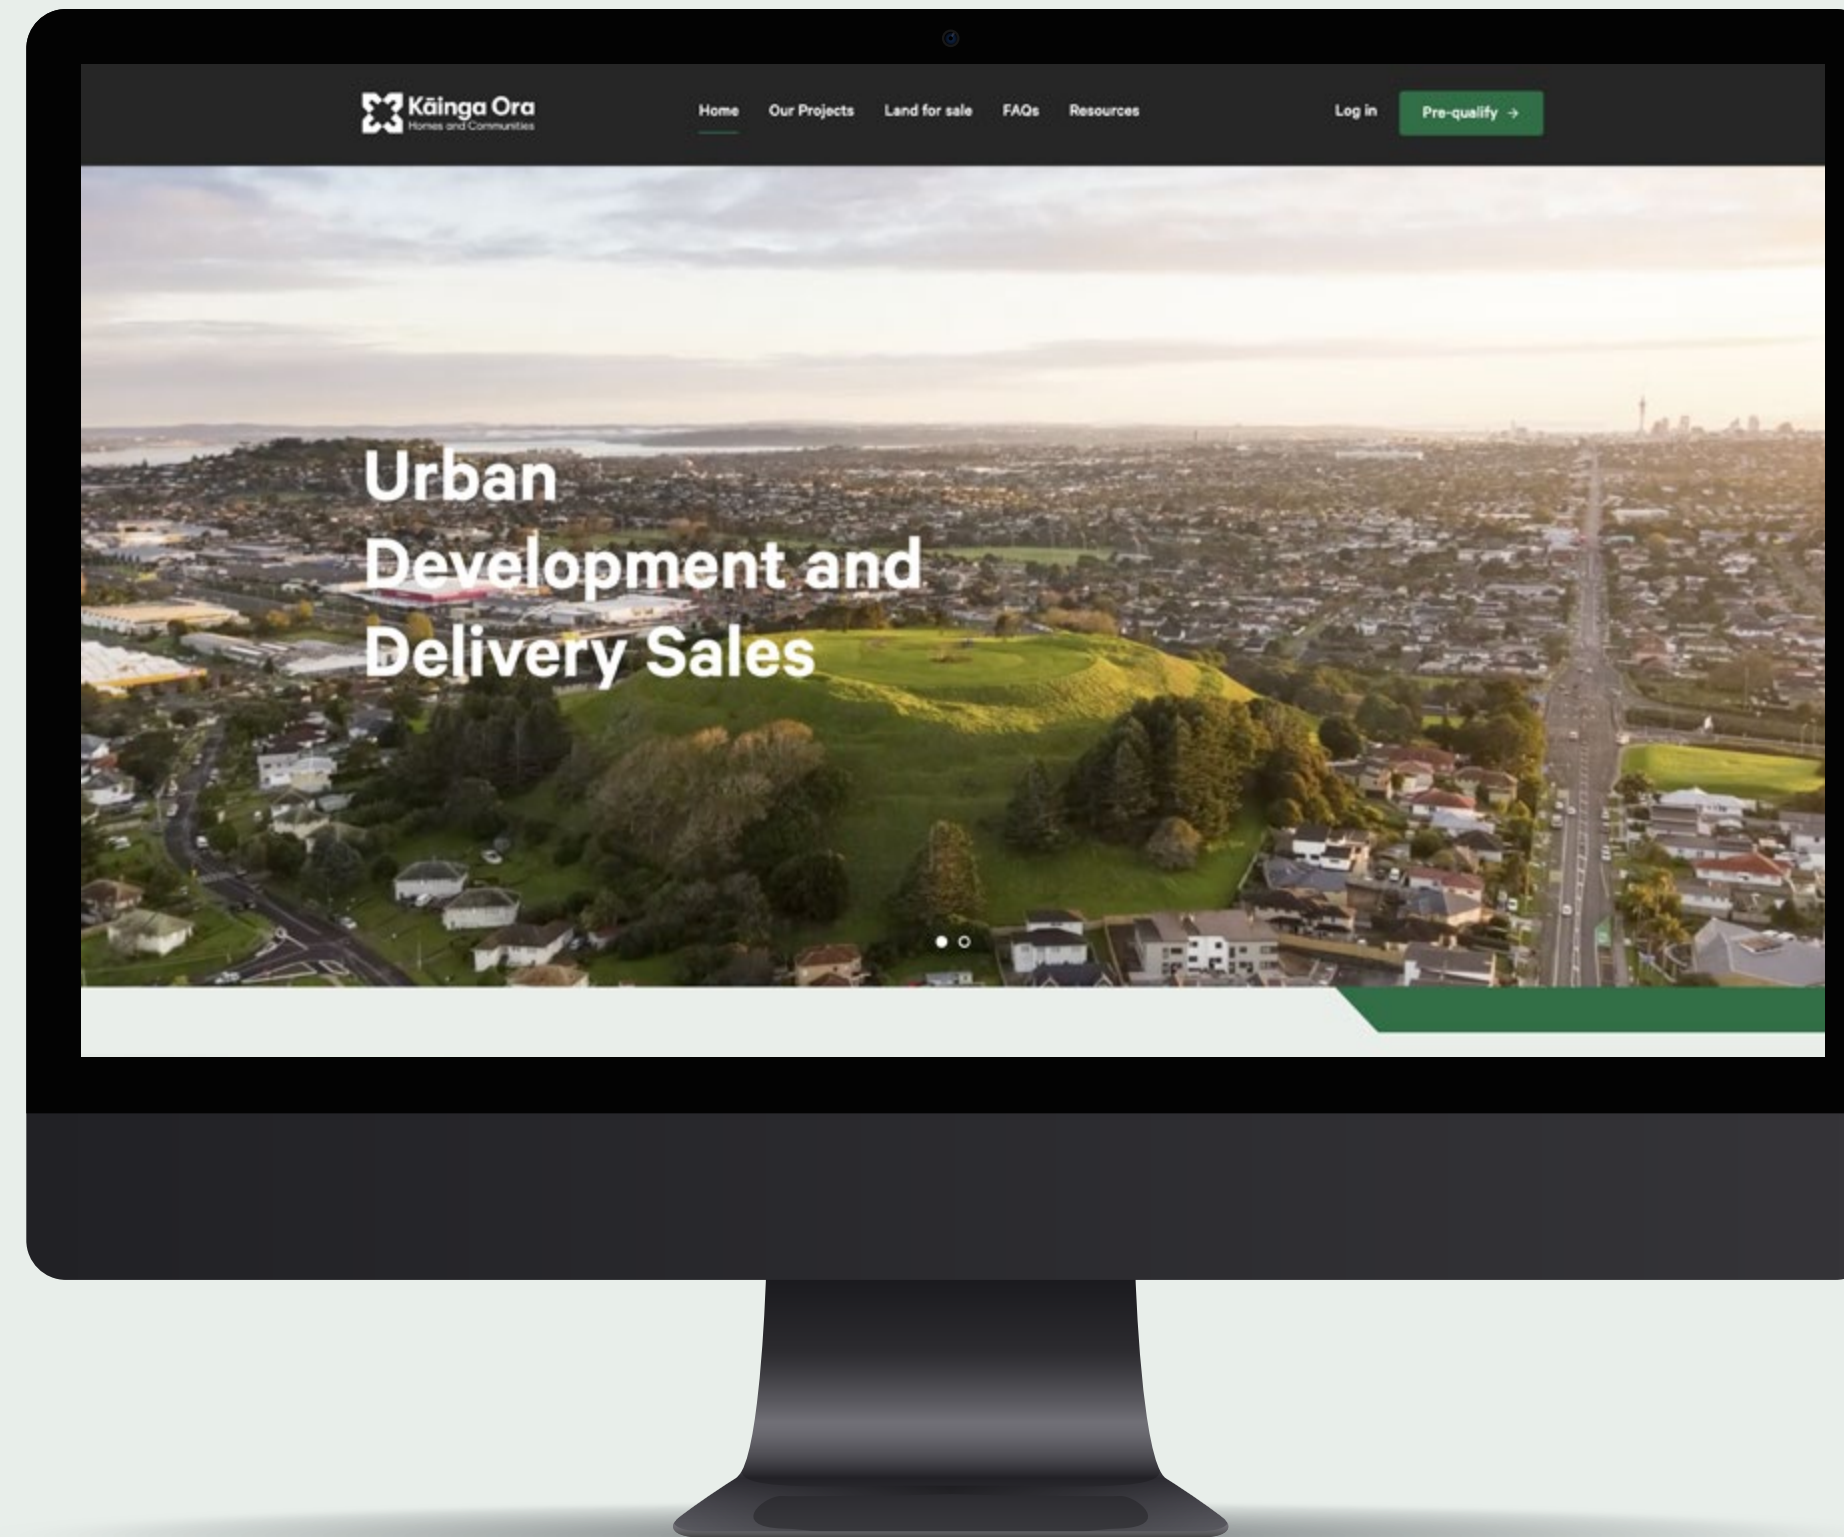 Kāinga Ora
Homes and Communities
Home Our Projects Land for sale FAQs Resources
Log in Pre-qualify →
Urban
Development and
Delivery Sales